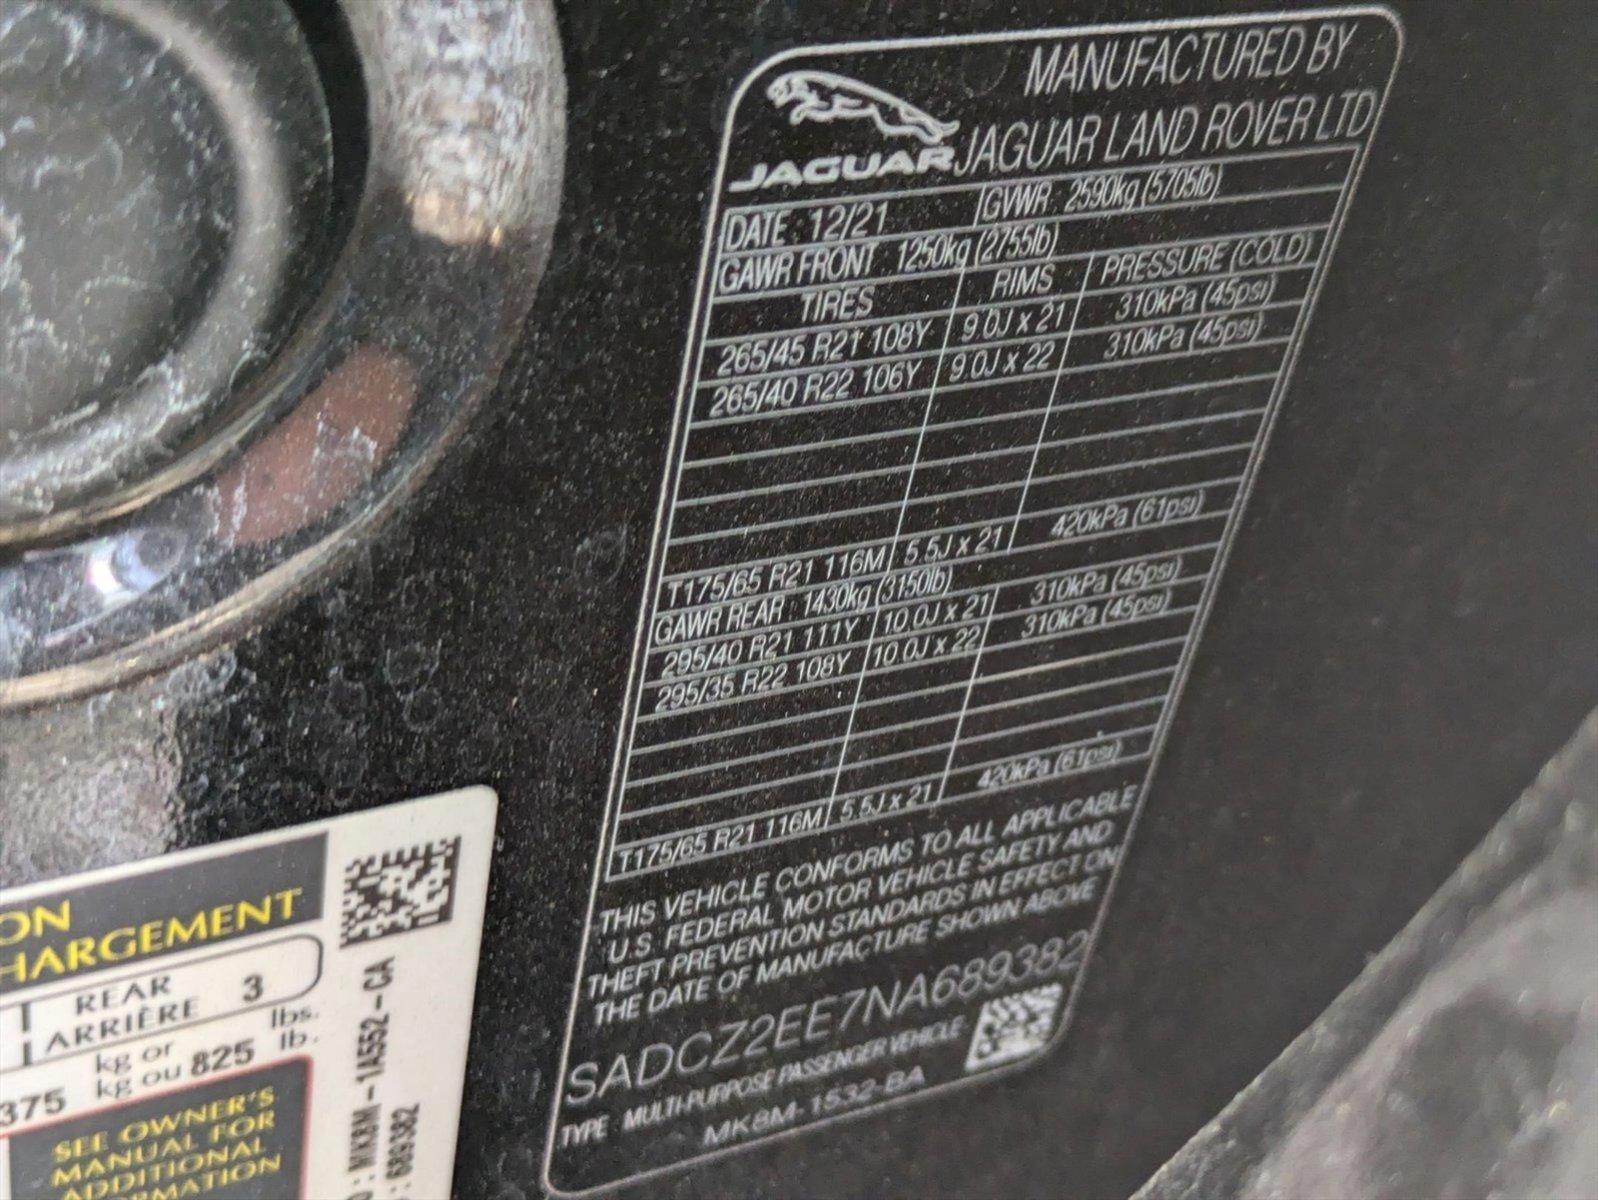 MANUFACTURED BY
JAGUAR JAGUAR LAND ROVER LTD
DATE : 12/21 GVWR : 2590kg (5705lb)
GAWR FRONT : 1250kg (2755lb)
TIRES RIMS PRESSURE (COLD)
265/45 R21 108Y 9.0J x 21 310kPa (45psi)
265/40 R22 106Y 9.0J x 22 310kPa (45psi)
T175/65 R21 116M 5.5J x 21 420kPa (61psi)
GAWR REAR : 1430kg (3150lb)
295/40 R21 111Y 10.0J x 21 310kPa (45psi)
295/35 R22 108Y 10.0J x 22 310kPa (45psi)
T175/65 R21 116M 5.5J x 21 420kPa (61psi)
THIS VEHICLE CONFORMS TO ALL APPLICABLE
U.S. FEDERAL MOTOR VEHICLE SAFETY AND
THEFT PREVENTION STANDARDS IN EFFECT ON
THE DATE OF MANUFACTURE SHOWN ABOVE
SADCZ2EE7NA689382
TYPE : MULTI-PURPOSE PASSENGER VEHICLE
MK8M-1532-BA
ON
HARGEMENT
REAR 3
ARRIÈRE
kg or lbs.
375 kg ou 825 lb.
SEE OWNER'S
MANUAL FOR
ADDITIONAL
ORMATION
: MK8M-1A552-CA
: 689382